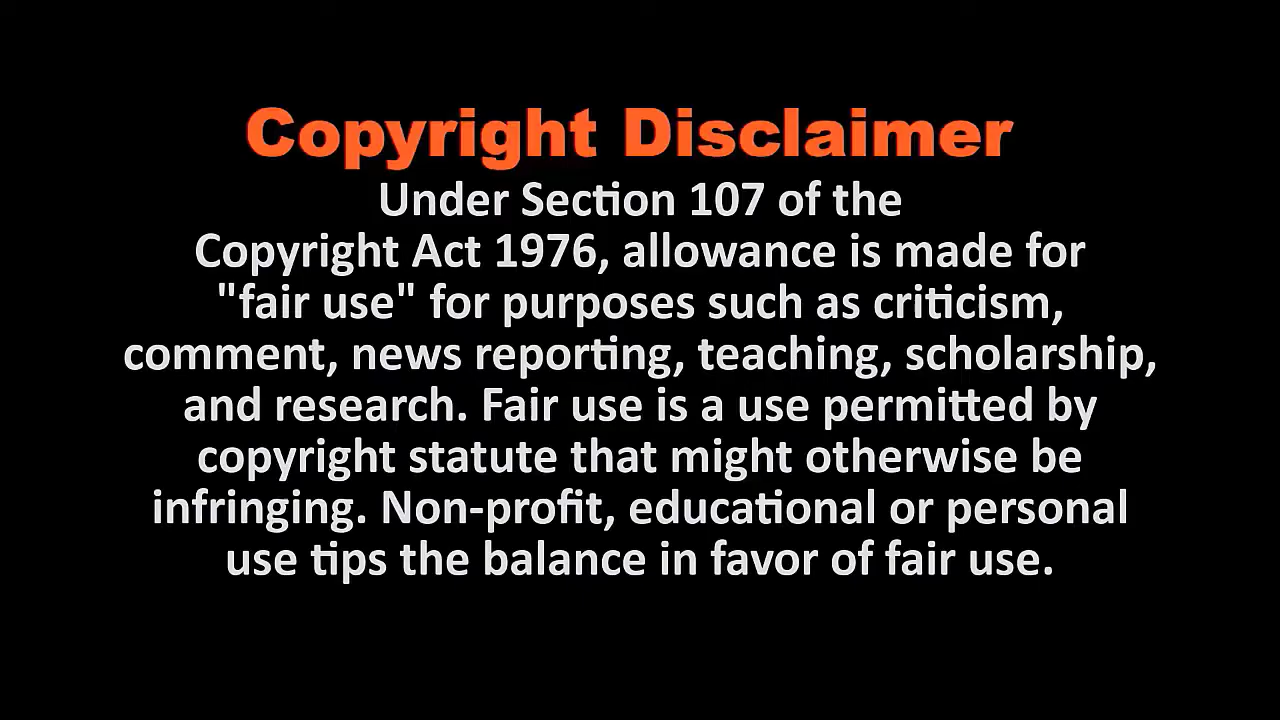 Copyright Disclaimer
Under Section 107 of the
Copyright Act 1976, allowance is made for
"fair use" for purposes such as criticism,
comment, news reporting, teaching, scholarship,
and research. Fair use is a use permitted by
copyright statute that might otherwise be
infringing. Non-profit, educational or personal
use tips the balance in favor of fair use.